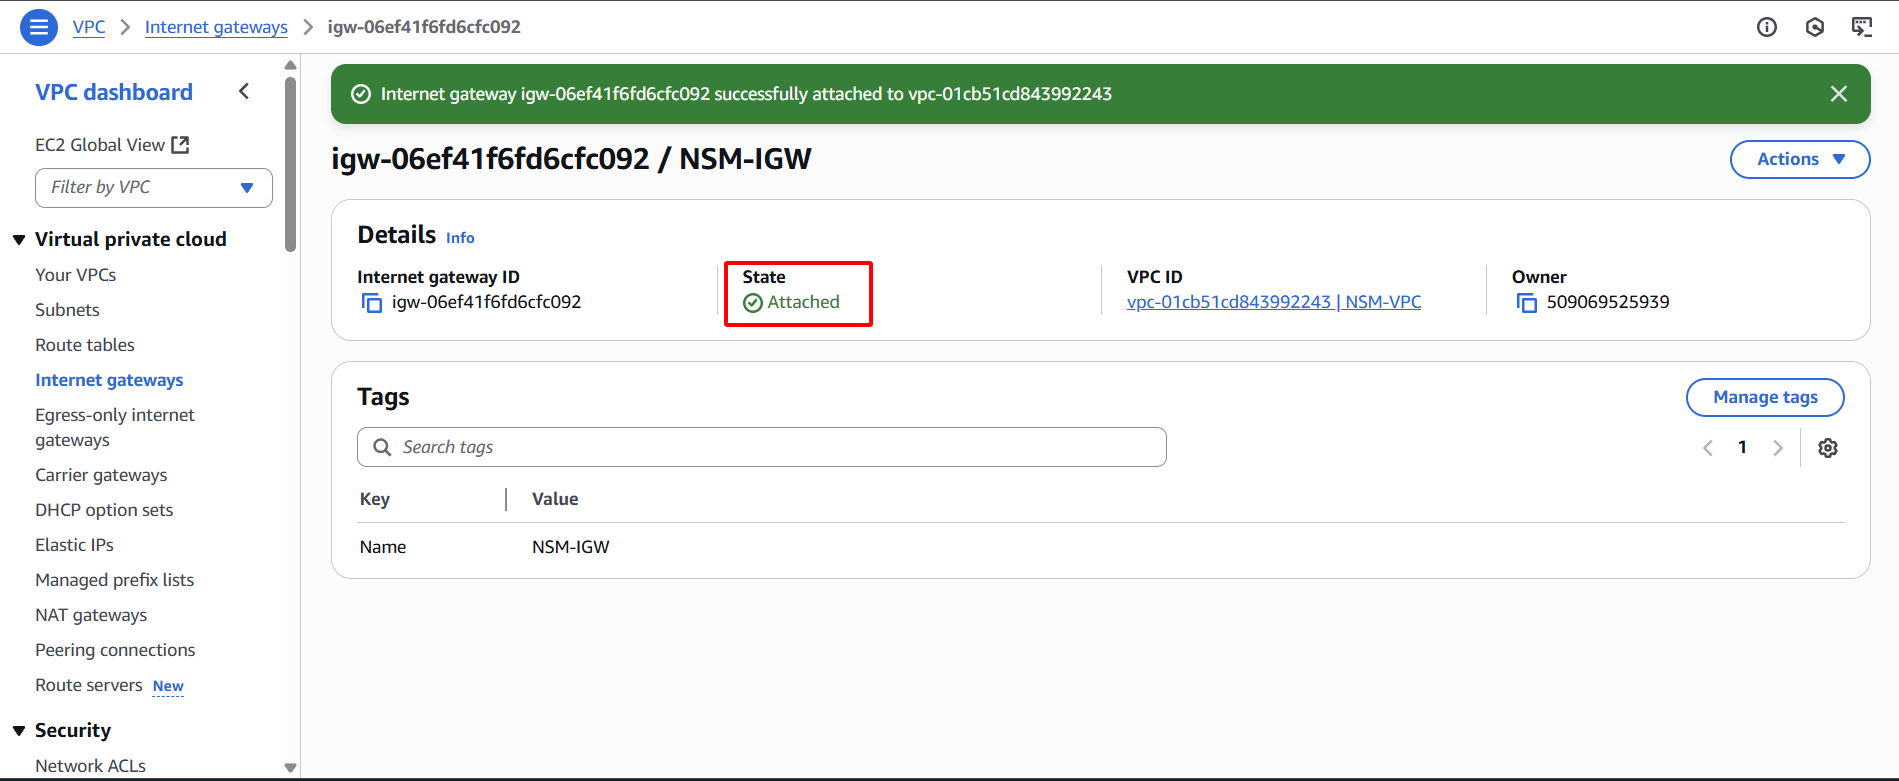 VPC > Internet gateways > igw-06ef41f6fd6cfc092
VPC dashboard
EC2 Global View
Filter by VPC
Virtual private cloud
Your VPCs
Subnets
Route tables
Internet gateways
Egress-only internet
gateways
Carrier gateways
DHCP option sets
Elastic IPs
Managed prefix lists
NAT gateways
Peering connections
Route servers New
Security
Network ACLs
Internet gateway igw-06ef41f6fd6cfc092 successfully attached to vpc-01cb51cd843992243
igw-06ef41f6fd6cfc092 / NSM-IGW
Actions
Details Info
Internet gateway ID
igw-06ef41f6fd6cfc092
State
Attached
VPC ID
vpc-01cb51cd843992243 | NSM-VPC
Owner
509069525939
Tags
Manage tags
Search tags
1
Key Value
Name NSM-IGW